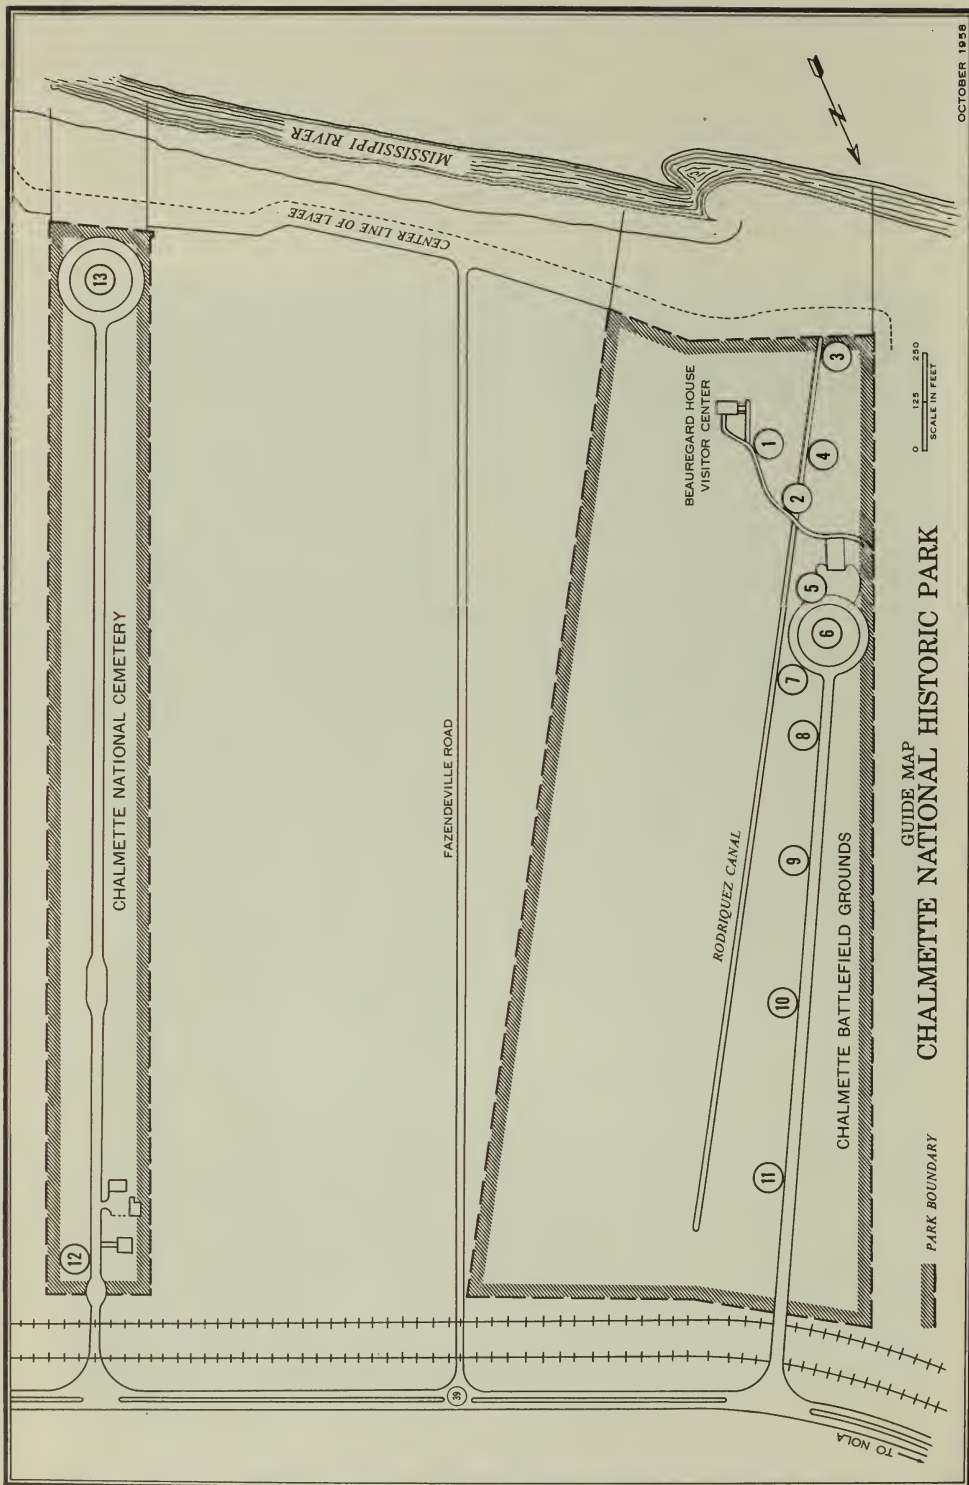 OCTOBER 1958
MISSISSIPPI RIVER
N
CENTER LINE OF LEVEE
13
CHALMETTE NATIONAL CEMETERY
12
FAZENDEVILLE ROAD
39
BEAUREGARD HOUSE
VISITOR CENTER
1
2
3
4
5
6
7
8
9
10
11
RODRIQUEZ CANAL
CHALMETTE BATTLEFIELD GROUNDS
TO NOLA
0 125 250
SCALE IN FEET
GUIDE MAP
CHALMETTE NATIONAL HISTORIC PARK
PARK BOUNDARY